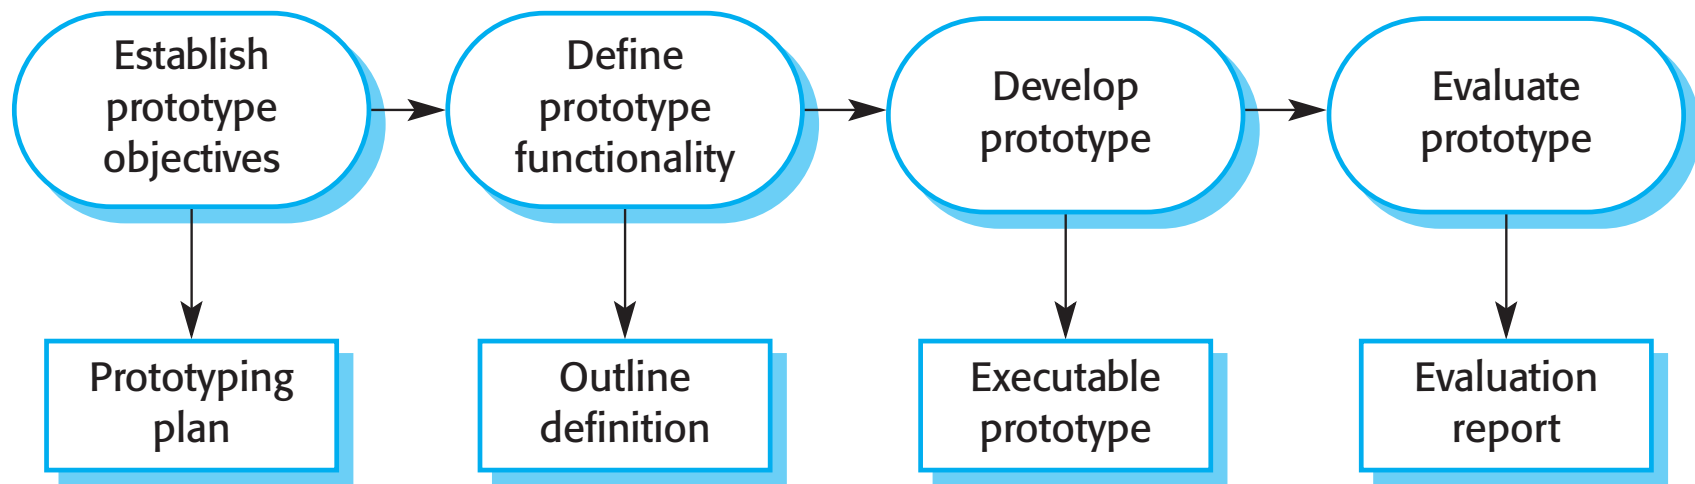 Establish
prototype
objectives
Define
prototype
functionality
Develop
prototype
Evaluate
prototype
Prototyping
plan
Outline
definition
Executable
prototype
Evaluation
report